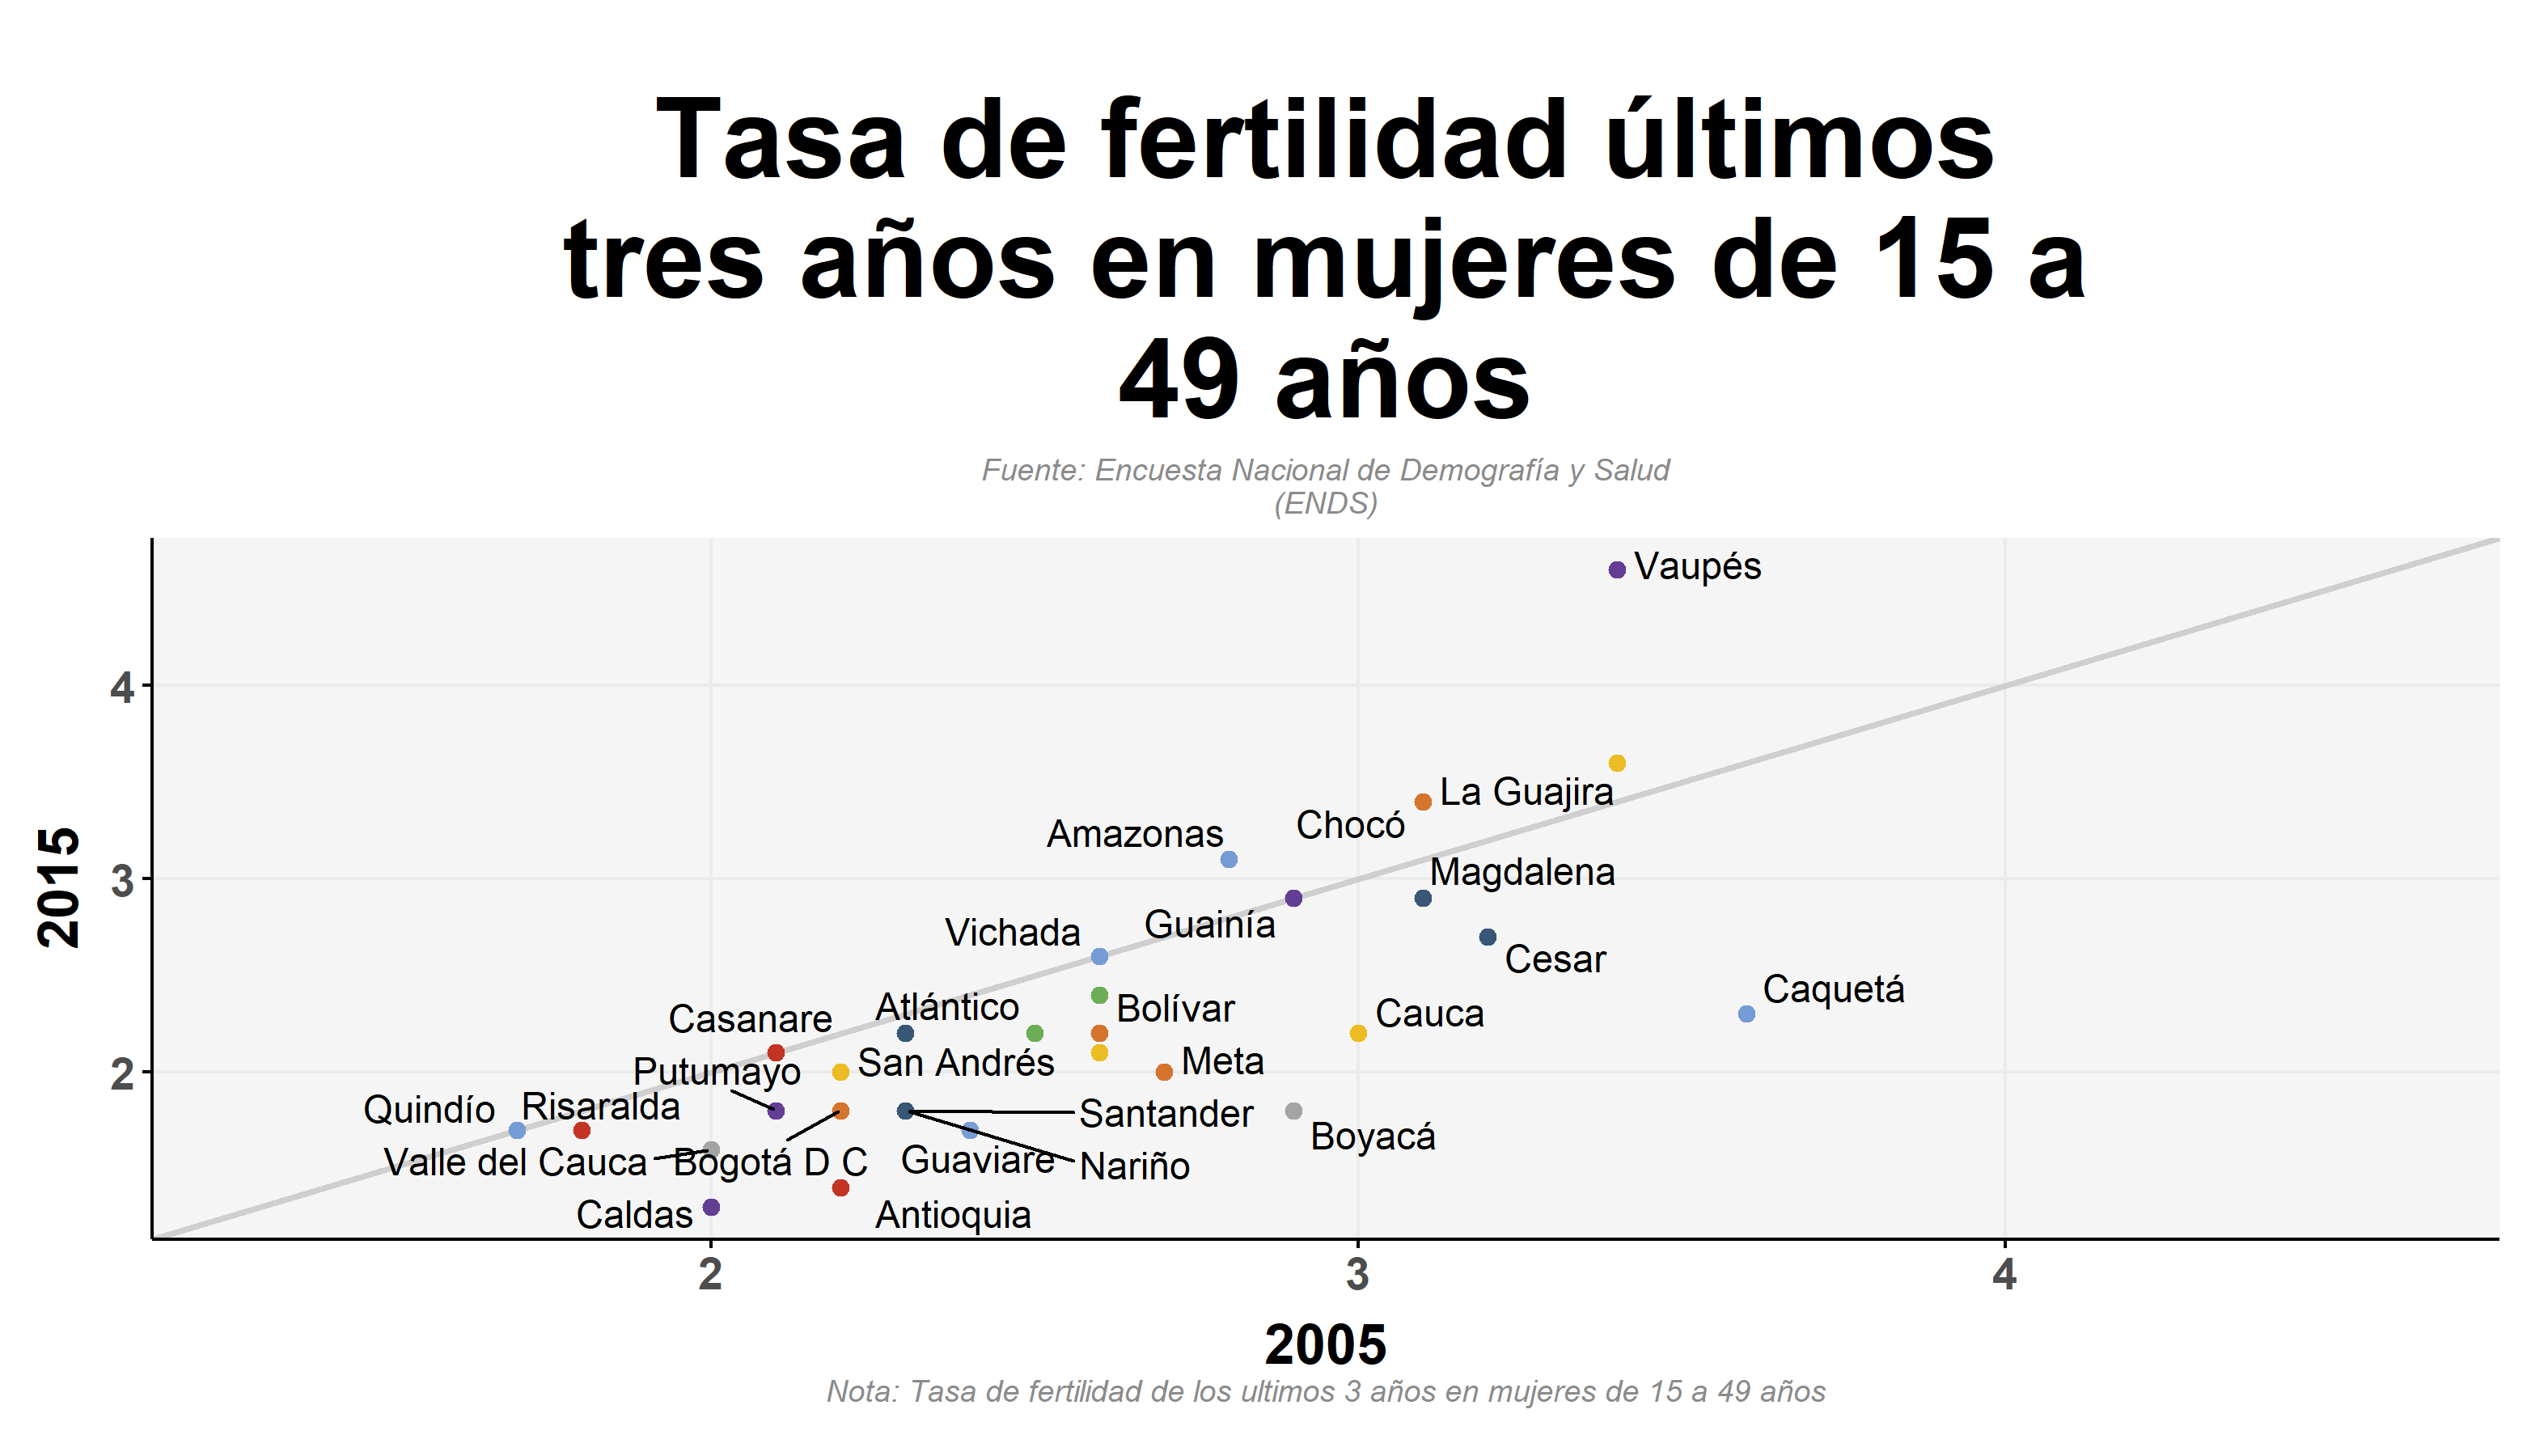 Tasa de fertilidad últimos
tres años en mujeres de 15 a
49 años
Fuente: Encuesta Nacional de Demografía y Salud
(ENDS)
2015
4
3
2
Vaupés
La Guajira
Chocó
Amazonas
Magdalena
Guainía
Vichada
Cesar
Caquetá
Atlántico
Bolívar
Cauca
Casanare
San Andrés
Meta
Putumayo
Quindío
Risaralda
Santander
Boyacá
Valle del Cauca
Bogotá D C
Guaviare
Nariño
Caldas
Antioquia
2
3
4
2005
Nota: Tasa de fertilidad de los ultimos 3 años en mujeres de 15 a 49 años